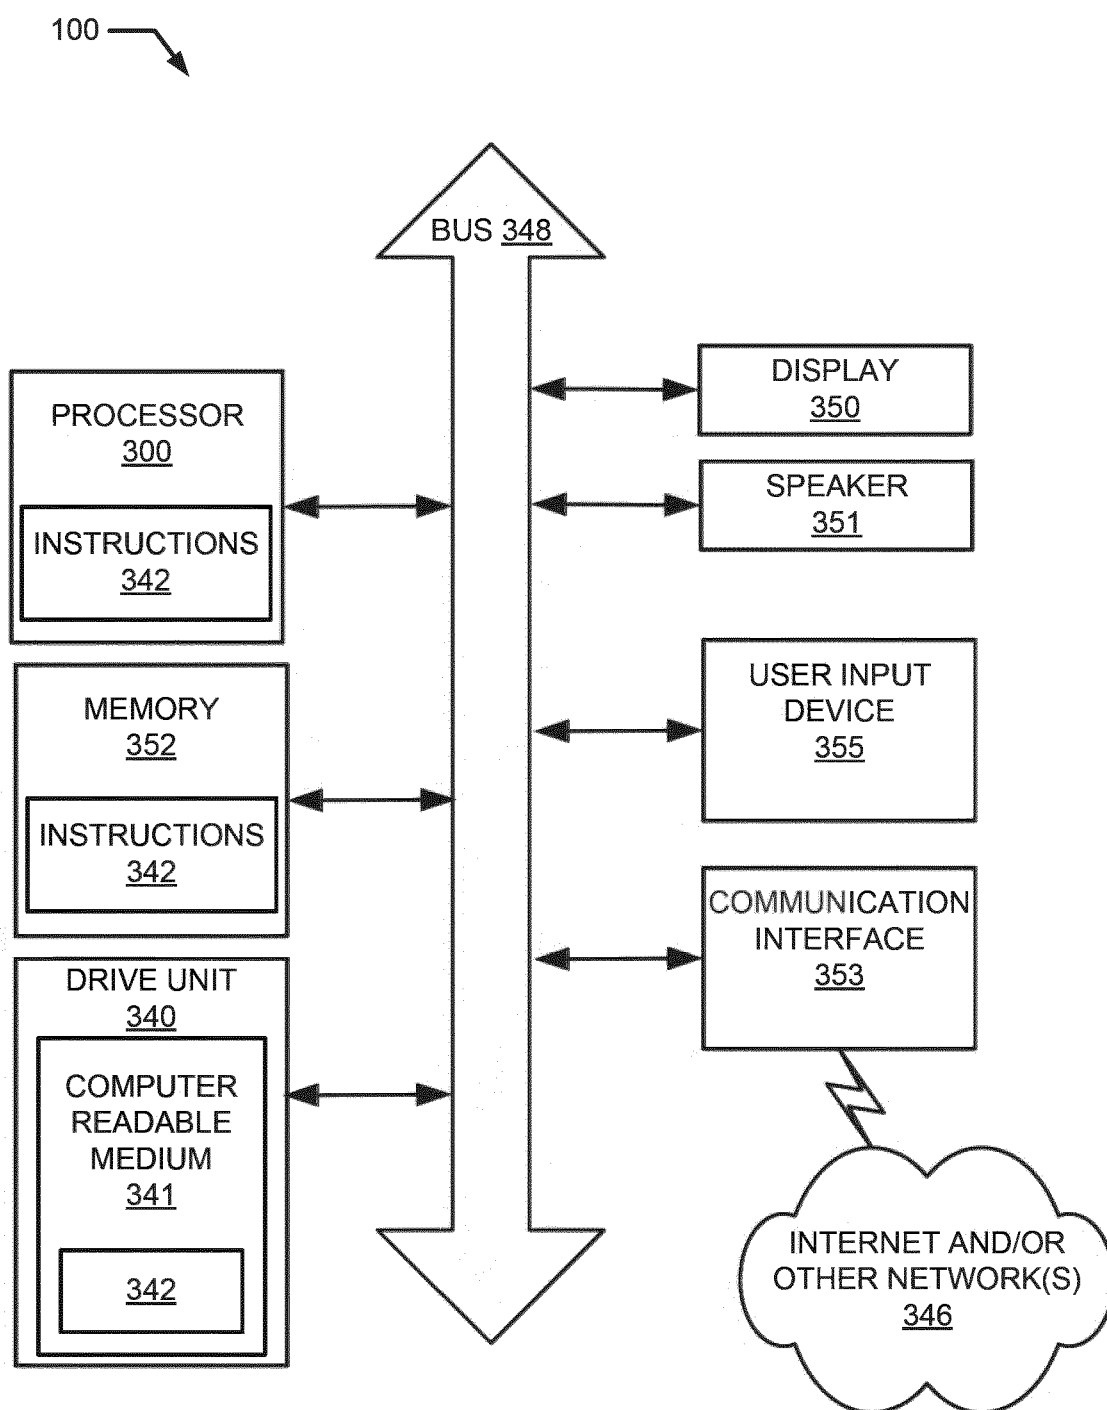 100
BUS 348
PROCESSOR
300
INSTRUCTIONS
342
MEMORY
352
INSTRUCTIONS
342
DRIVE UNIT
340
COMPUTER
READABLE
MEDIUM
341
342
DISPLAY
350
SPEAKER
351
USER INPUT
DEVICE
355
COMMUNICATION
INTERFACE
353
INTERNET AND/OR
OTHER NETWORK(S)
346